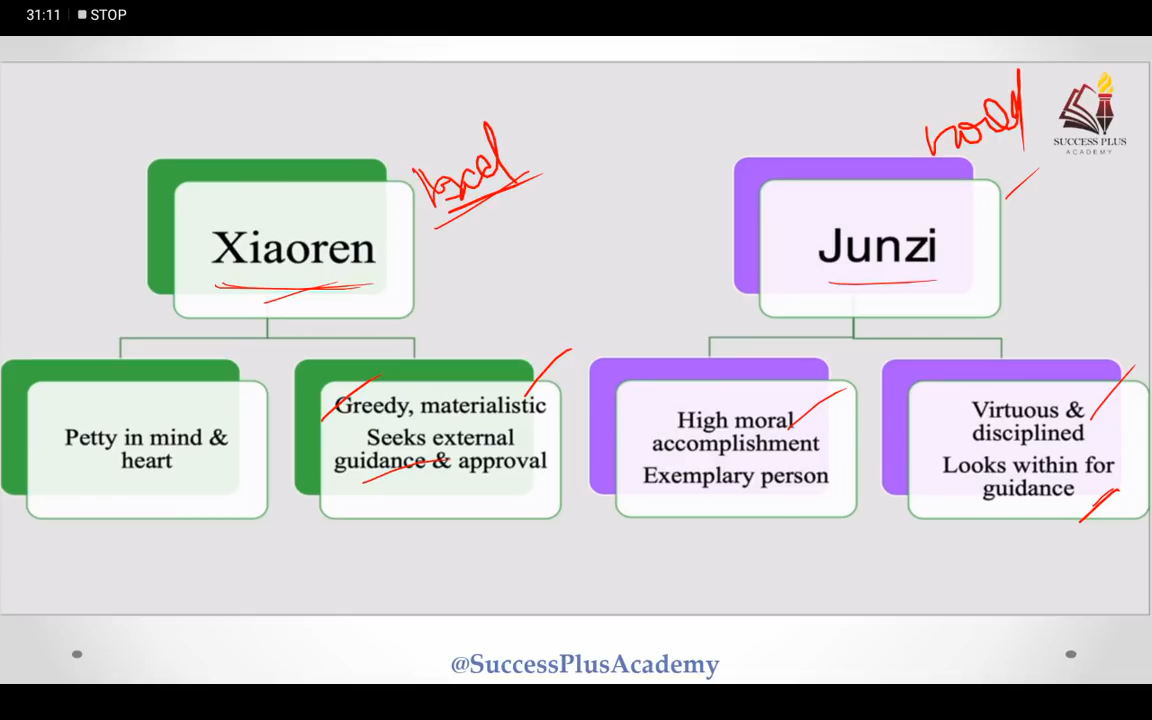 31:11
STOP
SUCCESS PLUS
ACADEMY
Xiaoren
Junzi
Petty in mind &
heart
Greedy, materialistic
Seeks external
guidance & approval
High moral
accomplishment
Exemplary person
Virtuous &
disciplined
Looks within for
guidance
@SuccessPlusAcademy